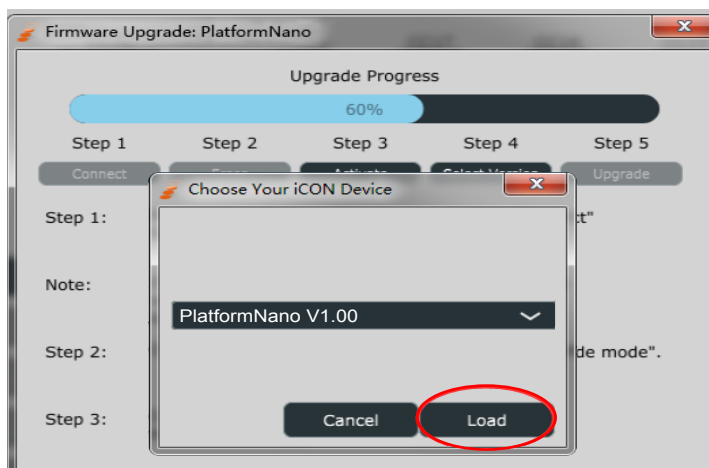 Firmware Upgrade: PlatformNano
Upgrade Progress
60%
Step 1 Step 2 Step 3 Step 4 Step 5
Connect Upgrade
Choose Your iCON Device
Step 1: ct"
Note:
PlatformNano V1.00
Step 2: de mode".
Step 3: Cancel Load